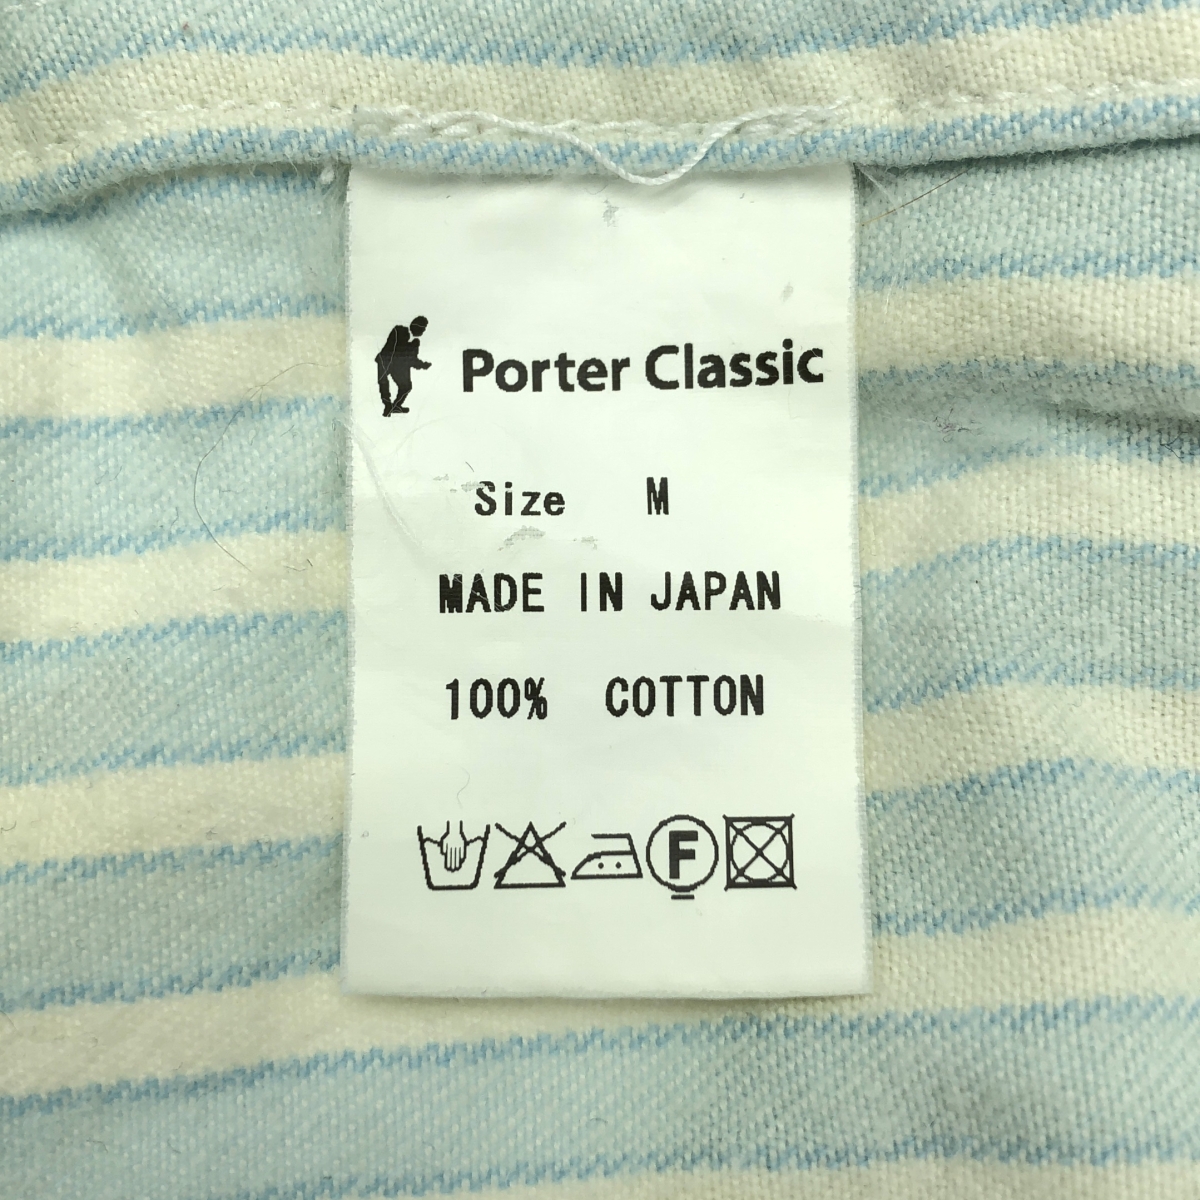 Porter Classic
Size M
MADE IN JAPAN
100% COTTON
F